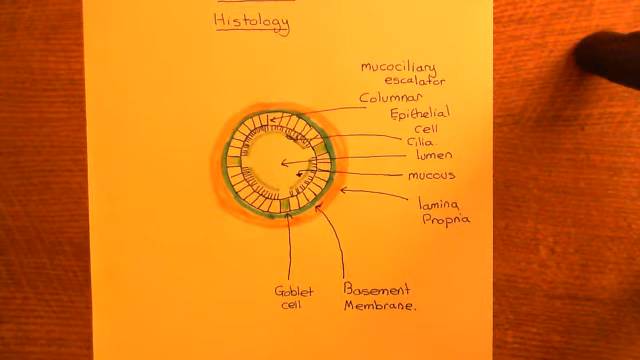 Histology
mucociliary
escalator
Columnar
Epithelial
cell
Cilia.
lumen
mucous
lamina
Propria
Goblet
cell
Basement
Membrane.